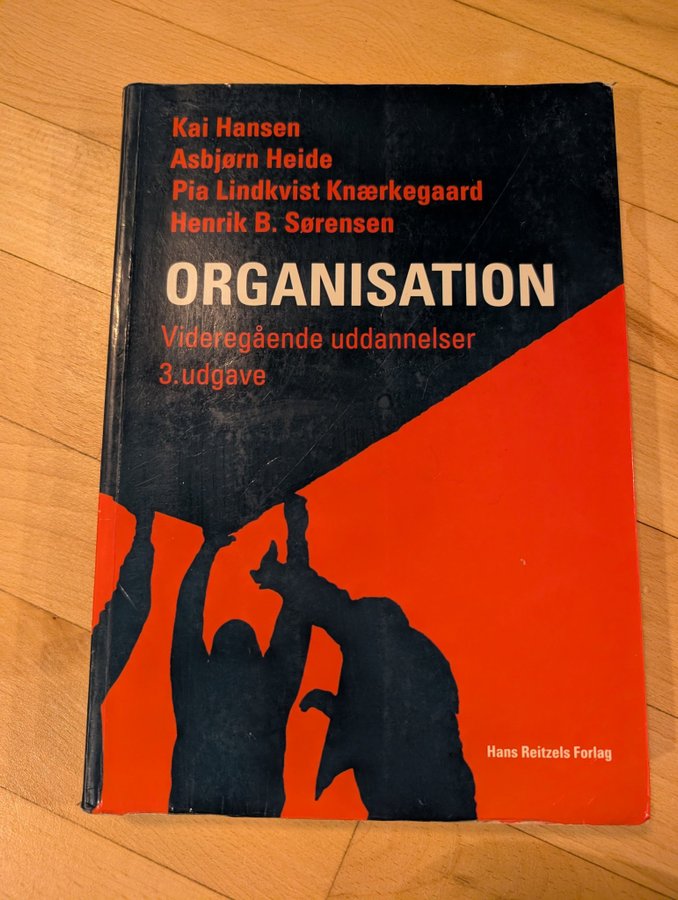 Kai Hansen
Asbjørn Heide
Pia Lindkvist Knærkegaard
Henrik B. Sørensen
ORGANISATION
Videregående uddannelser
3.udgave
Hans Reitzels Forlag